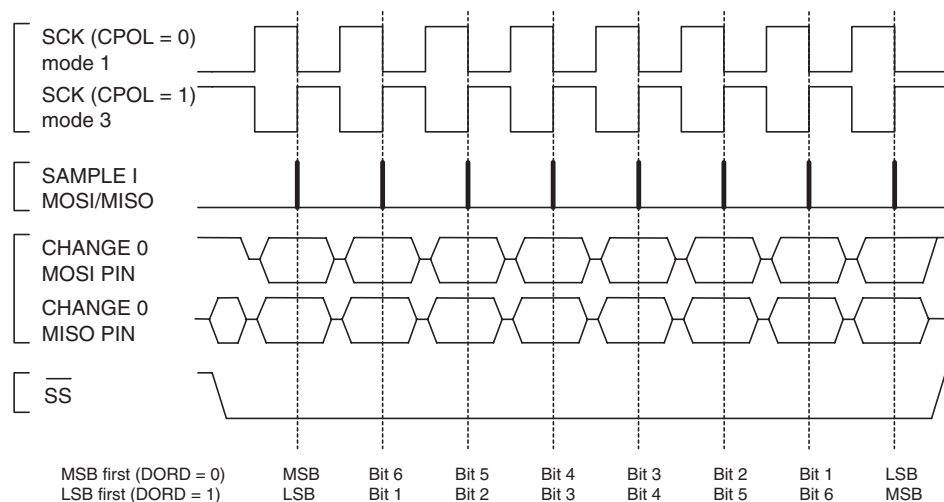 SCK (CPOL = 0)
mode 1
SCK (CPOL = 1)
mode 3
SAMPLE I
MOSI/MISO
CHANGE 0
MOSI PIN
CHANGE 0
MISO PIN
SS
MSB first (DORD = 0) MSB Bit 6 Bit 5 Bit 4 Bit 3 Bit 2 Bit 1 LSB
LSB first (DORD = 1) LSB Bit 1 Bit 2 Bit 3 Bit 4 Bit 5 Bit 6 MSB